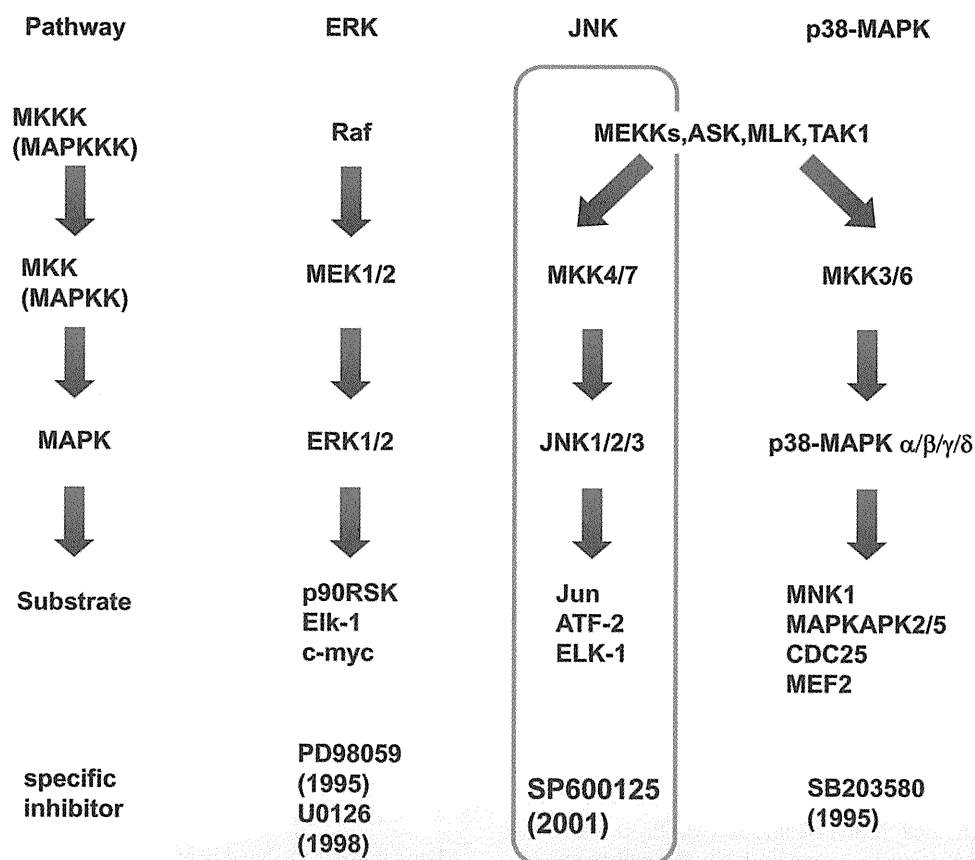 Pathway ERK JNK p38-MAPK
MKKK
(MAPKKK)
Raf
MEKKs,ASK,MLK,TAK1
MKK
(MAPKK)
MEK1/2
MKK4/7
MKK3/6
MAPK
ERK1/2
JNK1/2/3
p38-MAPK α/β/γ/δ
Substrate
p90RSK
Elk-1
c-myc
Jun
ATF-2
ELK-1
MNK1
MAPKAPK2/5
CDC25
MEF2
specific
inhibitor
PD98059
(1995)
U0126
(1998)
SP600125
(2001)
SB203580
(1995)